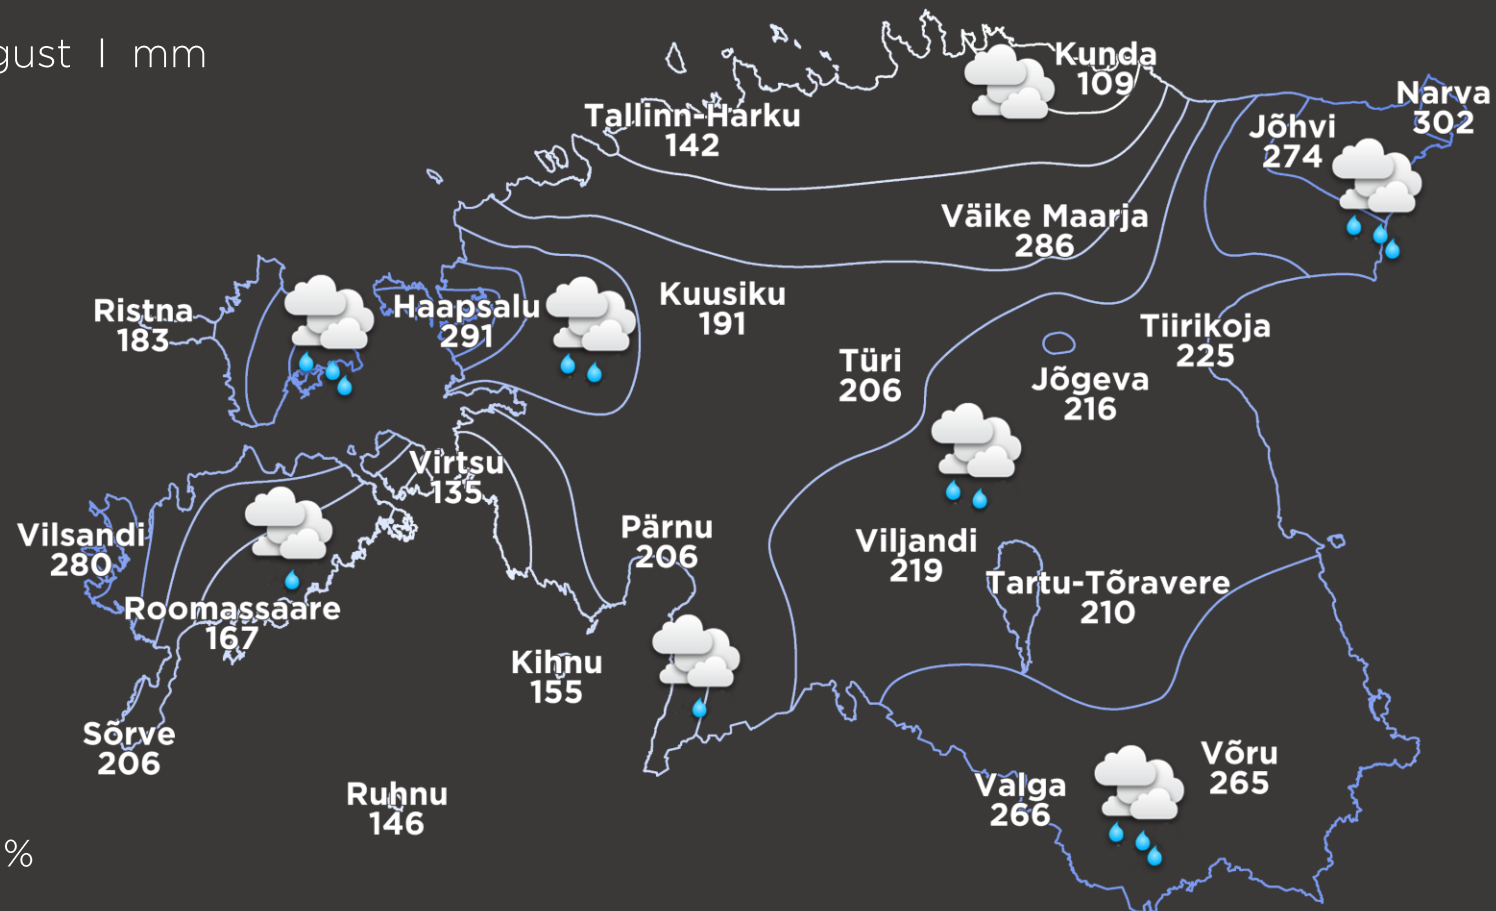 gust | mm
Kunda
109
Narva
302
Tallinn-Harku
142
Jõhvi
274
Väike Maarja
286
Ristna
183
Haapsalu
291
Kuusiku
191
Tiirikoja
225
Türi
206
Jõgeva
216
Virtsu
135
Vilsandi
280
Pärnu
206
Viljandi
219
Tartu-Tõravere
210
Roomassaare
167
Kihnu
155
Sõrve
206
Võru
265
Valga
266
Ruhnu
146
%